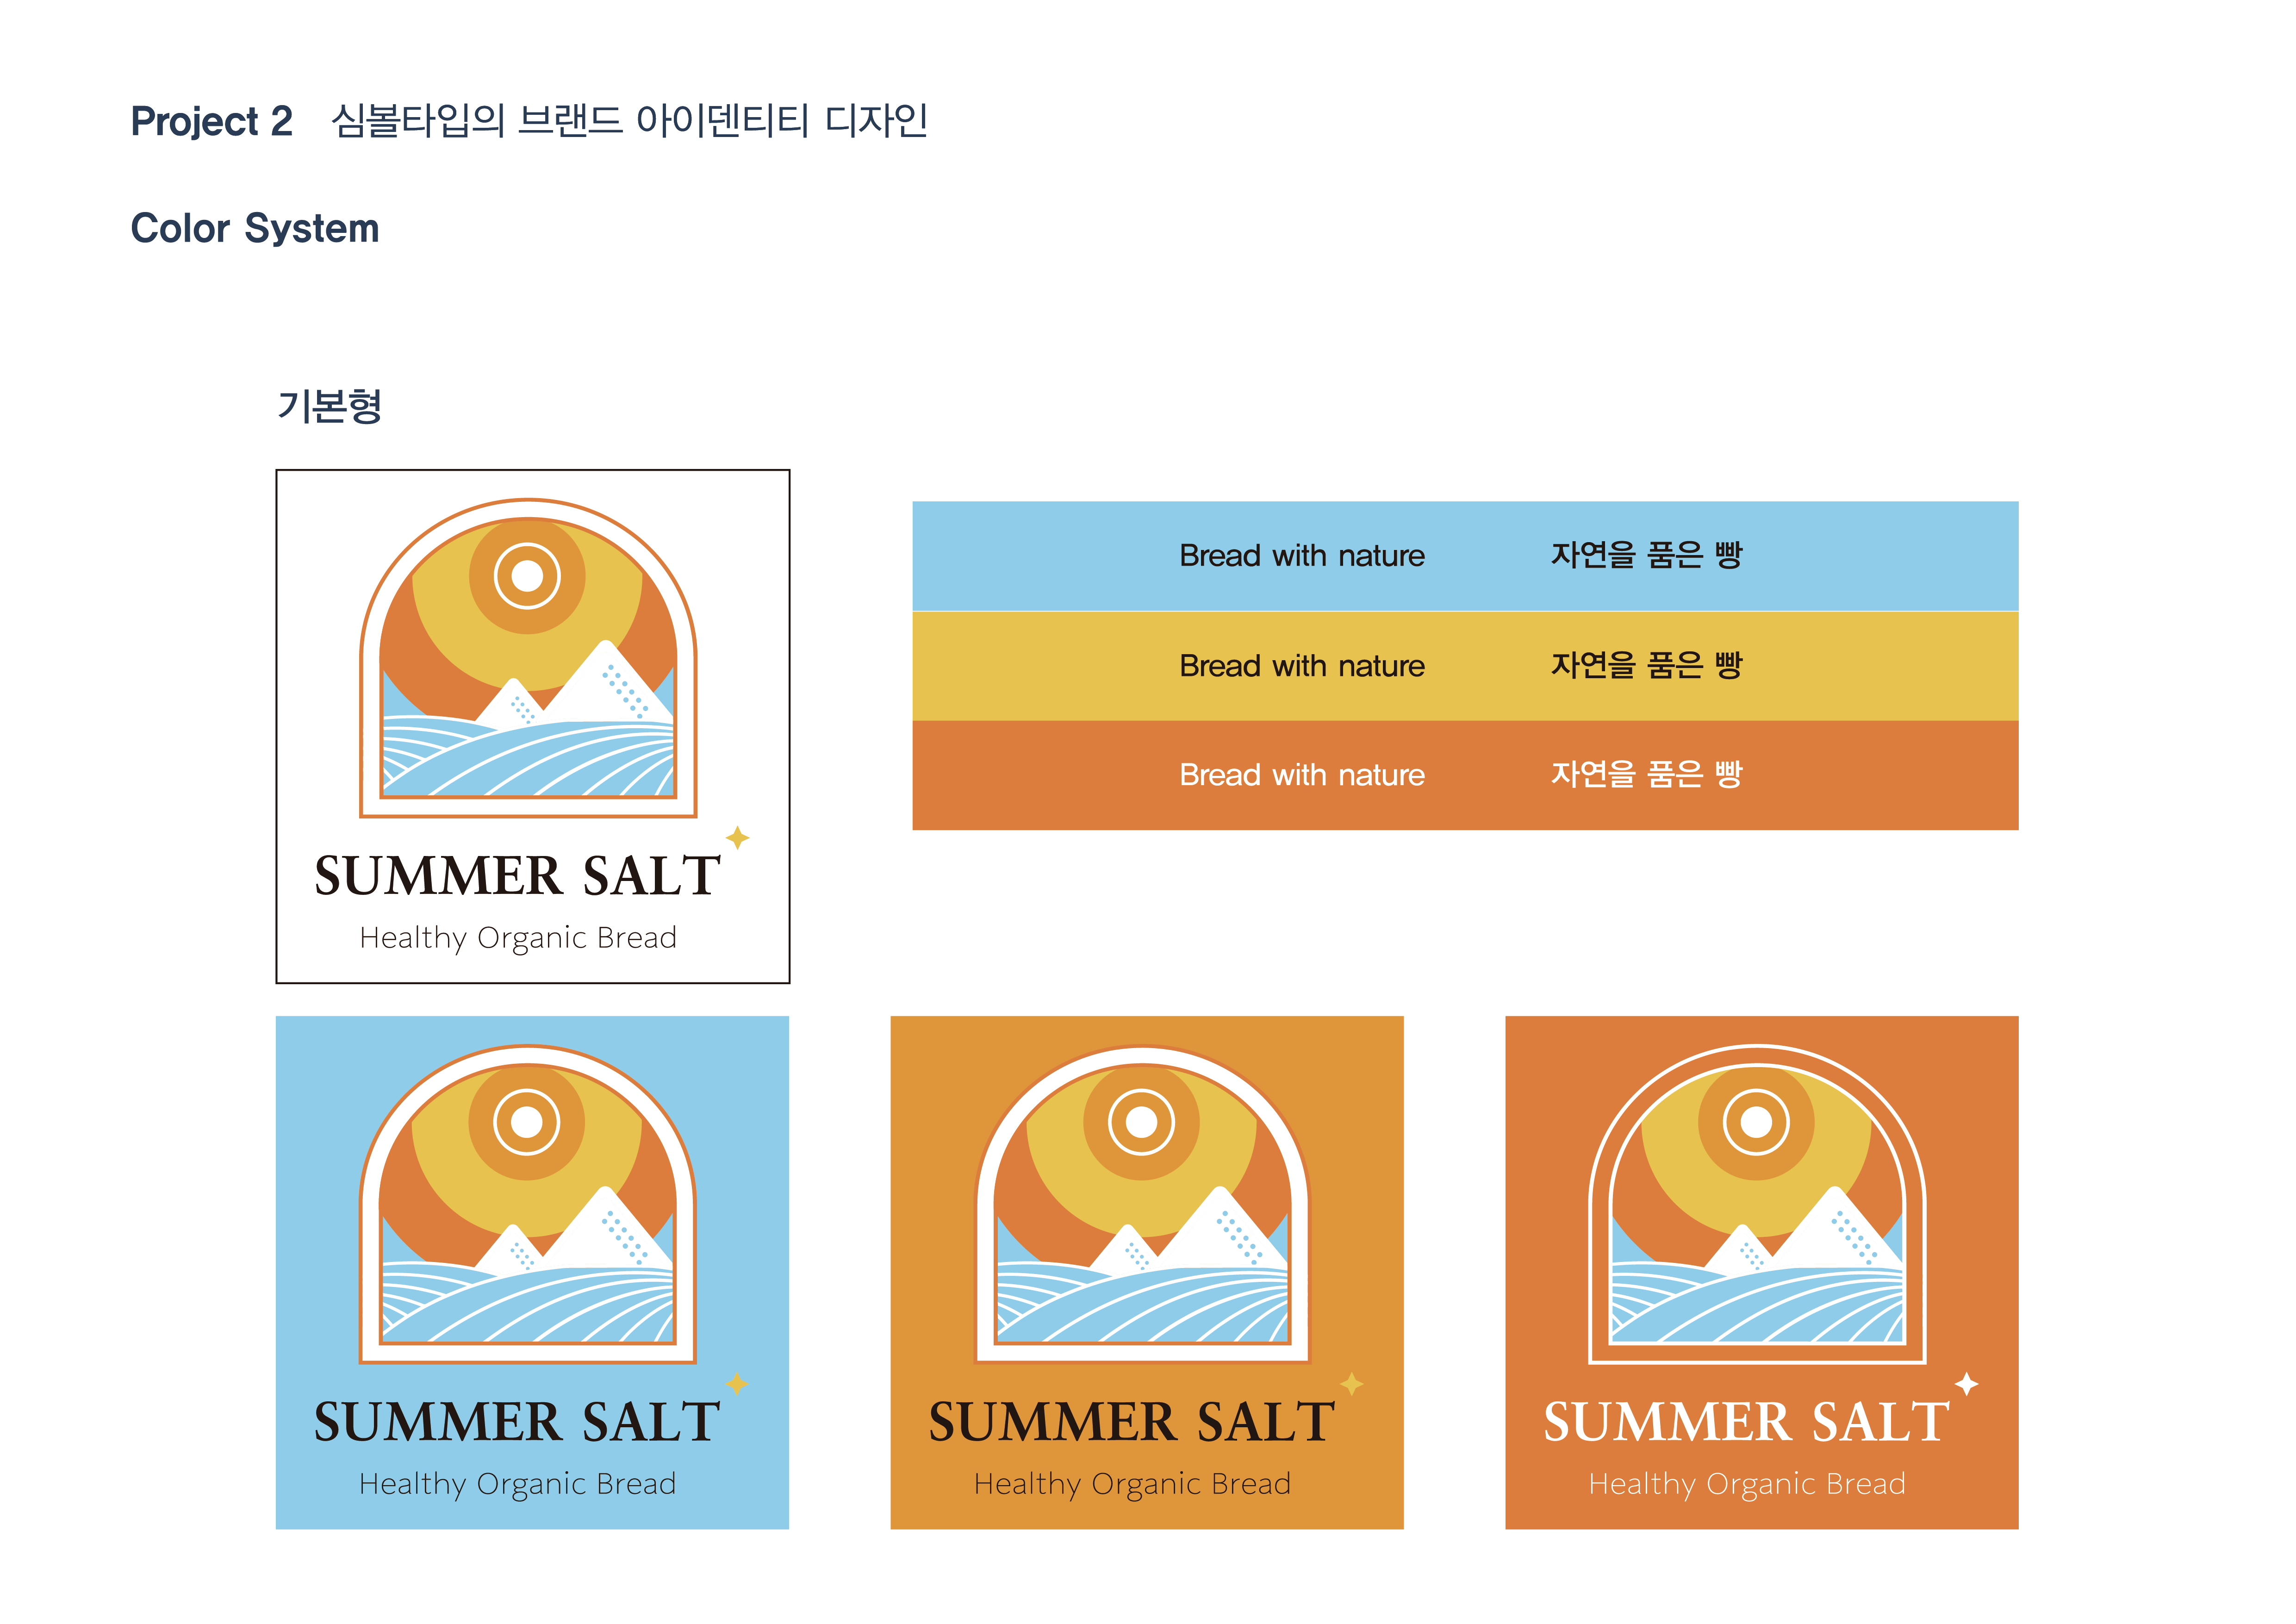 Project 2 심볼타입의 브랜드 아이덴티티 디자인
Color System
기본형
SUMMER SALT
Healthy Organic Bread
Bread with nature 자연을 품은 빵
Bread with nature 자연을 품은 빵
Bread with nature 자연을 품은 빵
SUMMER SALT
Healthy Organic Bread
SUMMER SALT
Healthy Organic Bread
SUMMER SALT
Healthy Organic Bread